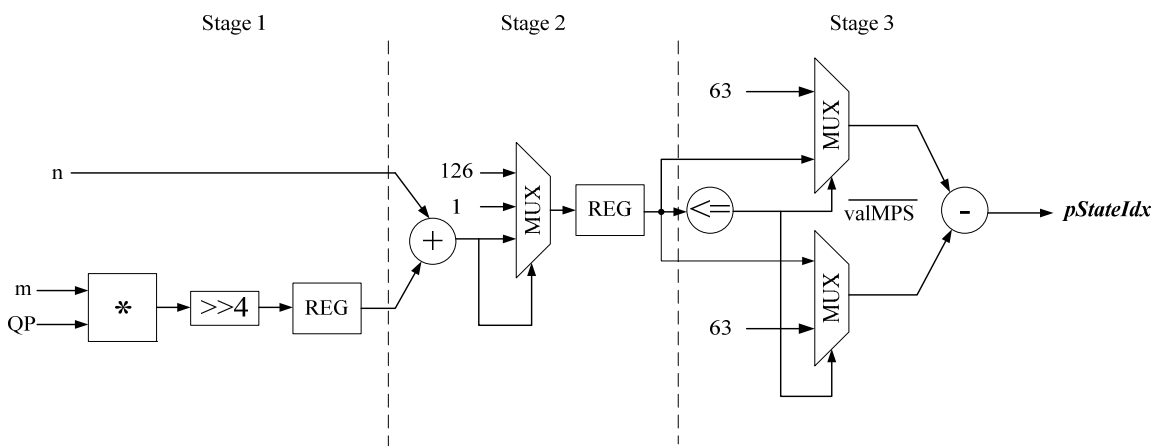 Stage 1
Stage 2
Stage 3
n
m
QP
*
>>4
REG
+
126
1
MUX
REG
63
MUX
<=
valMPS
63
MUX
-
pStateIdx